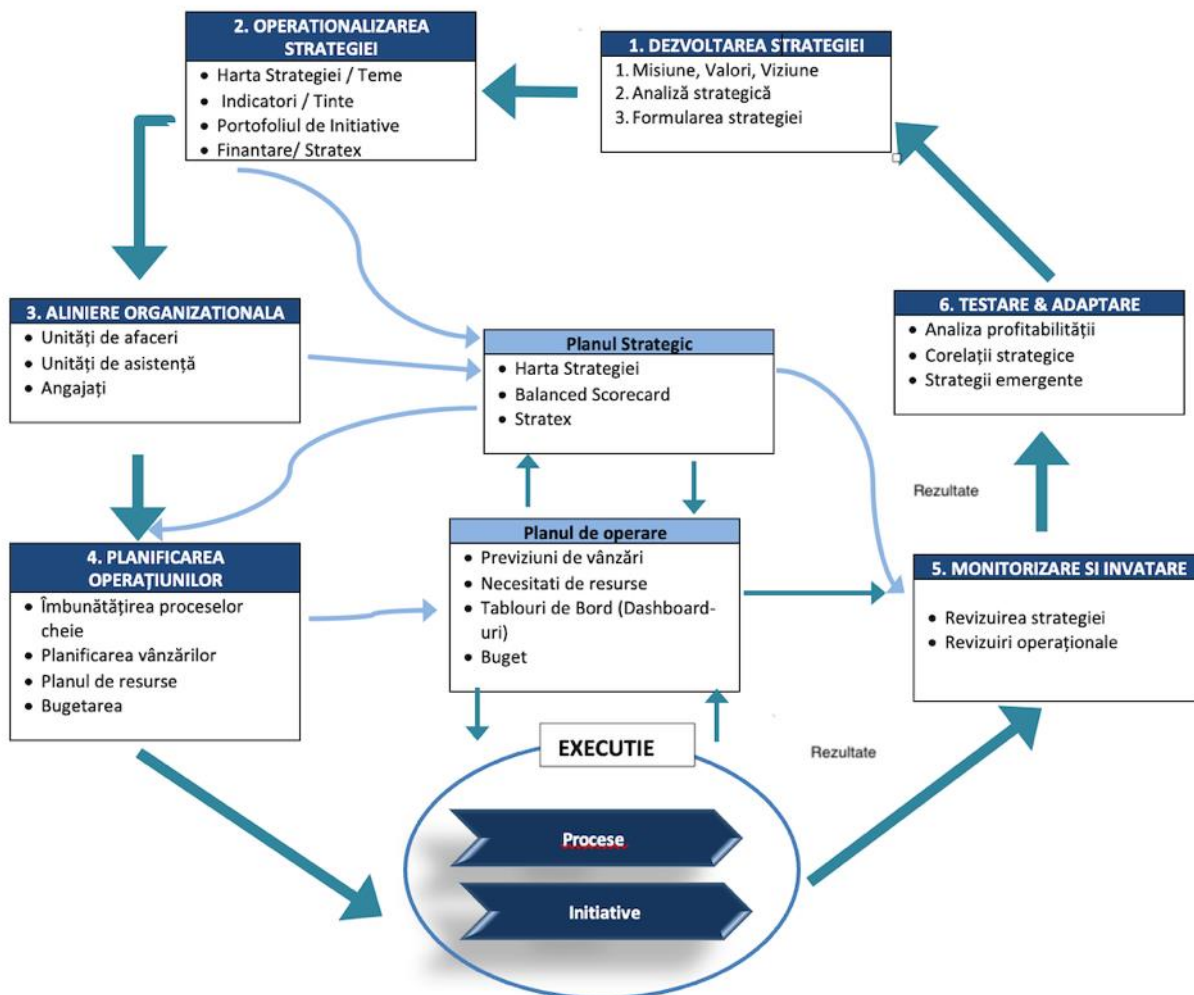 2. OPERATIONALIZAREA
STRATEGIEI
• Harta Strategiei / Teme
• Indicatori / Tinte
• Portofoliul de Initiative
• Finantare/ Stratex
1. DEZVOLTAREA STRATEGIEI
1. Misiune, Valori, Viziune
2. Analiză strategică
3. Formularea strategiei
3. ALINIERE ORGANIZATIONALA
• Unități de afaceri
• Unități de asistență
• Angajați
Planul Strategic
• Harta Strategiei
• Balanced Scorecard
• Stratex
6. TESTARE & ADAPTARE
• Analiza profitabilității
• Corelații strategice
• Strategii emergente
Rezultate
4. PLANIFICAREA
OPERAȚIUNILOR
• Îmbunătățirea proceselor
cheie
• Planificarea vânzărilor
• Planul de resurse
• Bugetarea
Planul de operare
• Previziuni de vânzări
• Necesitati de resurse
• Tablouri de Bord (Dashboard-
uri)
• Buget
5. MONITORIZARE SI INVATARE
• Revizuirea strategiei
• Revizuiri operaționale
EXECUTIE
Rezultate
Procese
Initiative